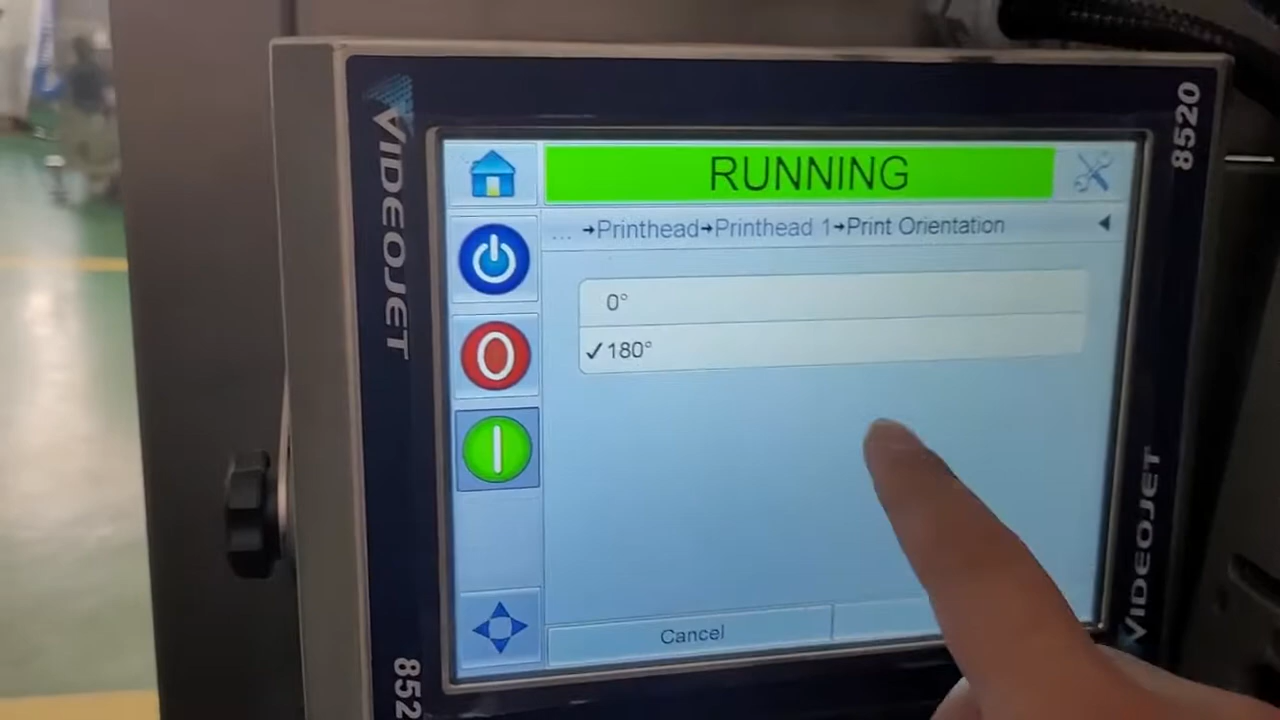 VIDEOJET
8520
RUNNING
... →Printhead→Printhead 1→Print Orientation
0°
✓180°
Cancel
VIDEOJET
852